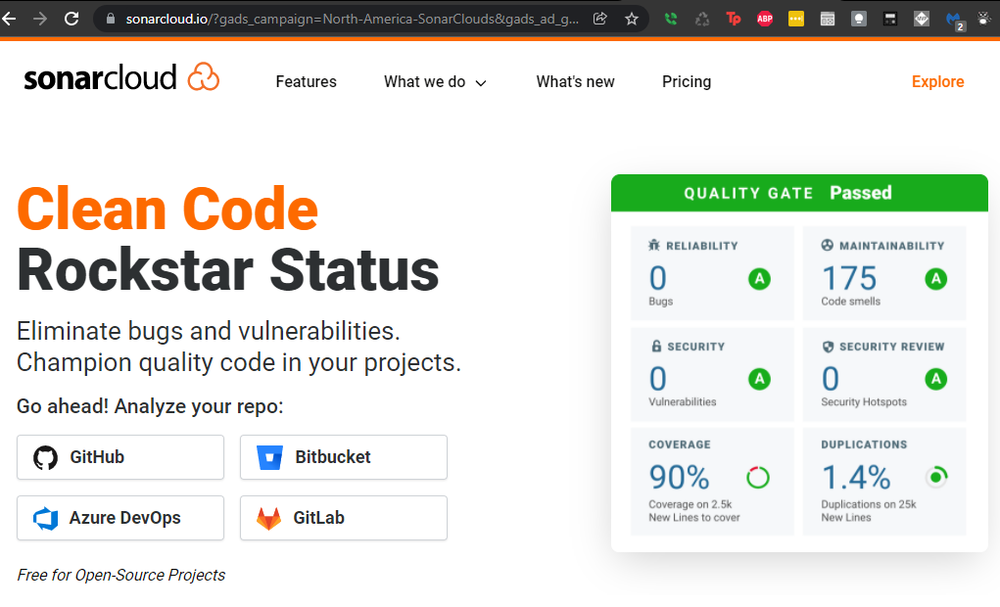 sonarcloud.io/?gads_campaign=North-America-SonarClouds&gads_ad_g...
Tp
ABP
2
sonarcloud
Features
What we do
What's new
Pricing
Explore
Clean Code
Rockstar Status
Eliminate bugs and vulnerabilities.
Champion quality code in your projects.
Go ahead! Analyze your repo:
GitHub
Bitbucket
Azure DevOps
GitLab
Free for Open-Source Projects
QUALITY GATE Passed
RELIABILITY
0
A
Bugs
MAINTAINABILITY
175
A
Code smells
SECURITY
0
A
Vulnerabilities
SECURITY REVIEW
0
A
Security Hotspots
COVERAGE
90%
Coverage on 2.5k
New Lines to cover
DUPLICATIONS
1.4%
Duplications on 25k
New Lines